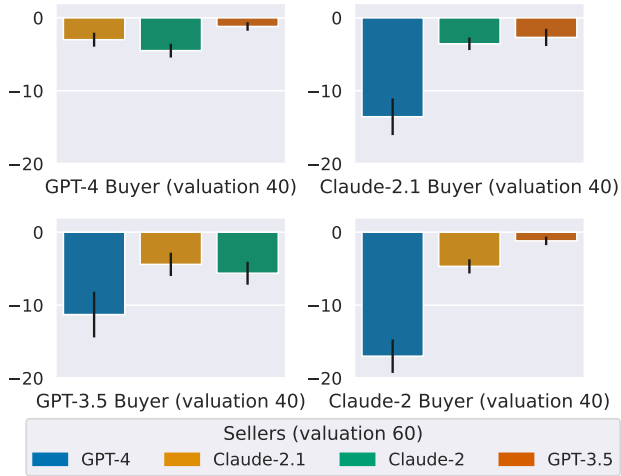 0
−10
−20
GPT-4 Buyer (valuation 40)
0
−10
−20
Claude-2.1 Buyer (valuation 40)
0
−10
−20
GPT-3.5 Buyer (valuation 40)
0
−10
−20
Claude-2 Buyer (valuation 40)
Sellers (valuation 60)
GPT-4 Claude-2.1 Claude-2 GPT-3.5